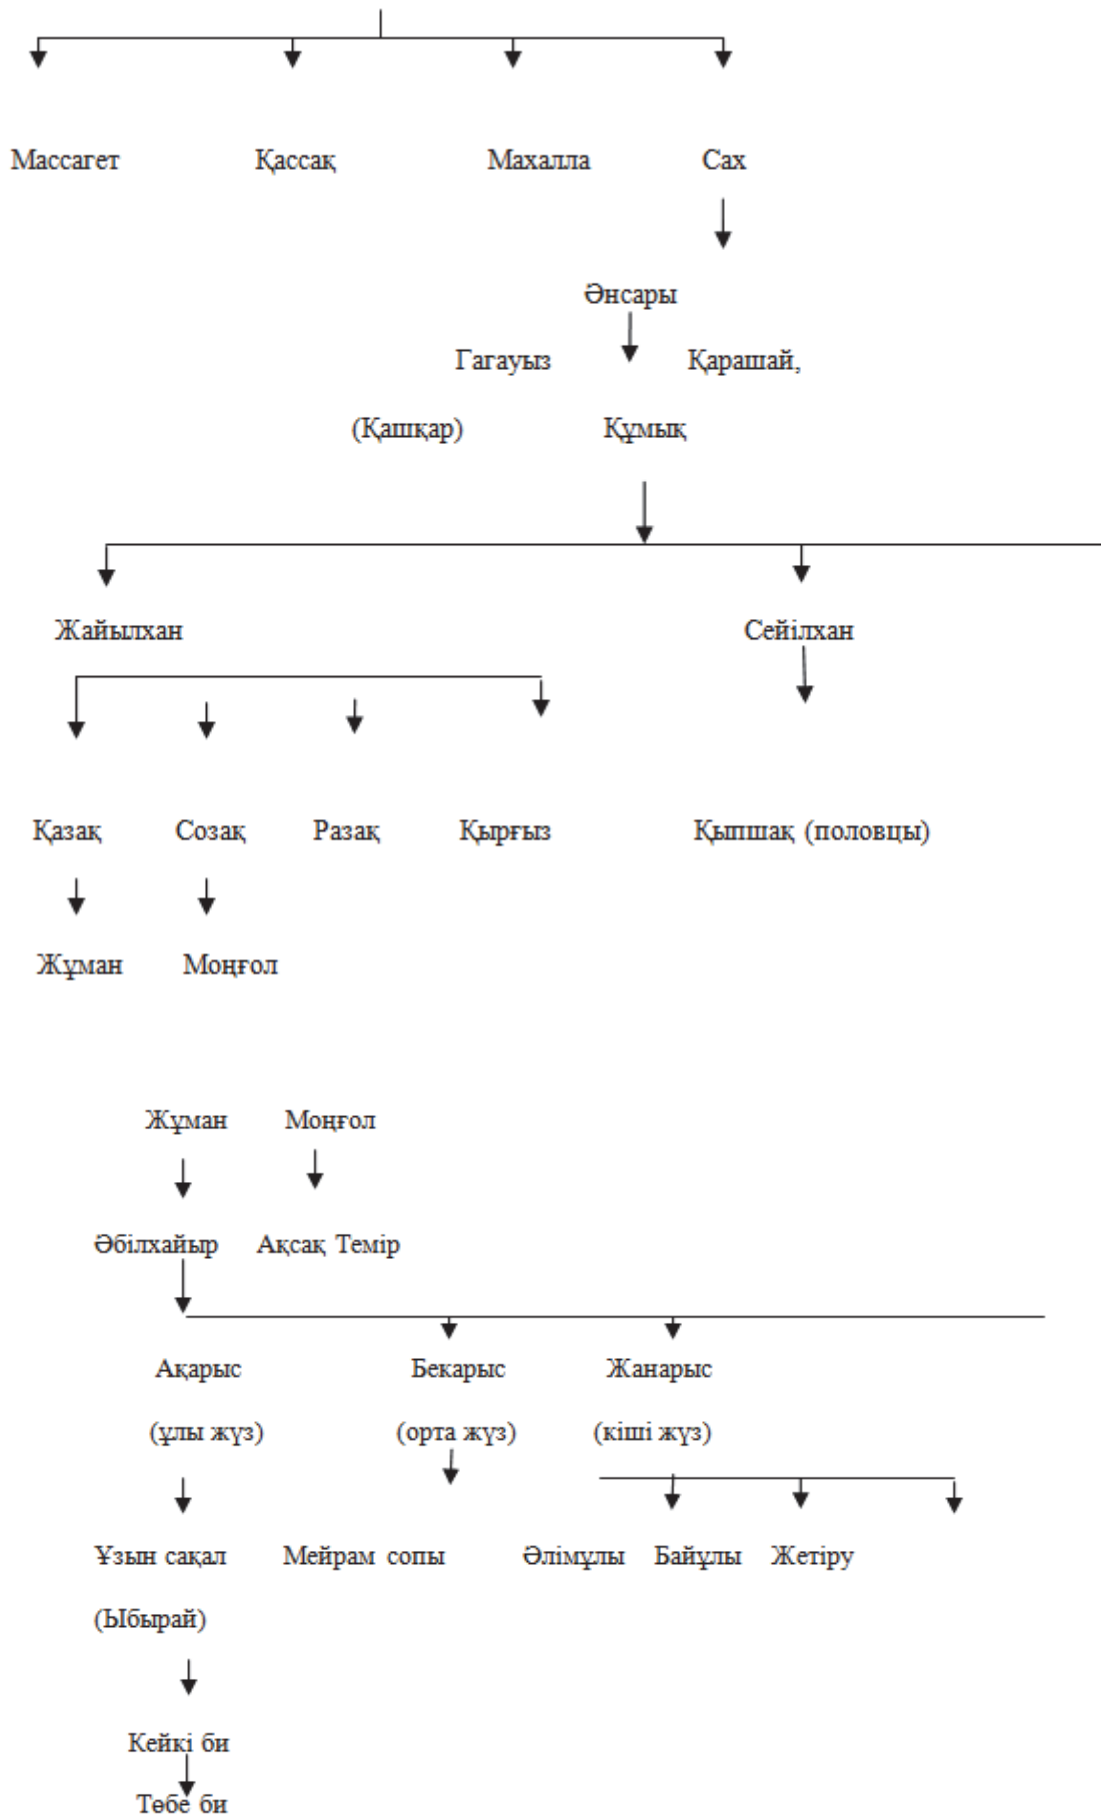 Массагет Қассақ Махалла Сах
Әнсары
Гагауыз Қарашай,
(Қашқар) Құмық
Жайылхан Сейілхан
Қазақ Созақ Разақ Қырғыз Қыпшақ (половцы)
Жұман Моңғол
Жұман Моңғол
Әбілхайыр Ақсақ Темір
Ақарыс Бекарыс Жанарыс
(ұлы жүз) (орта жүз) (кіші жүз)
Ұзын сақал Мейрам сопы Әлімұлы Байұлы Жетіру
(Ыбырай)
Кейкі би
Төбе би